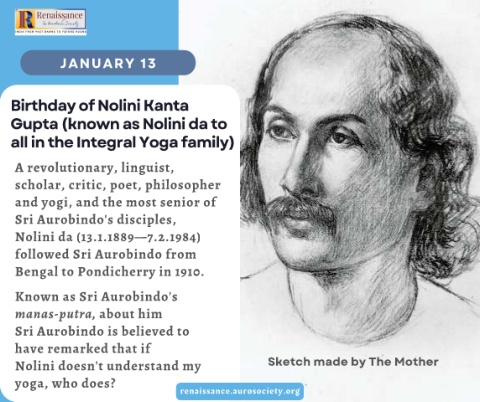 Renaissance
JANUARY 13
Birthday of Nolini Kanta
Gupta (known as Nolini da to
all in the Integral Yoga family)
A revolutionary, linguist,
scholar, critic, poet, philosopher
and yogi, and the most senior of
Sri Aurobindo's disciples,
Nolini da (13.1.1889—7.2.1984)
followed Sri Aurobindo from
Bengal to Pondicherry in 1910.
Known as Sri Aurobindo's
manas-putra, about him
Sri Aurobindo is believed to
have remarked that if
Nolini doesn't understand my
yoga, who does?
Sketch made by The Mother
renaissance.aurosociety.org